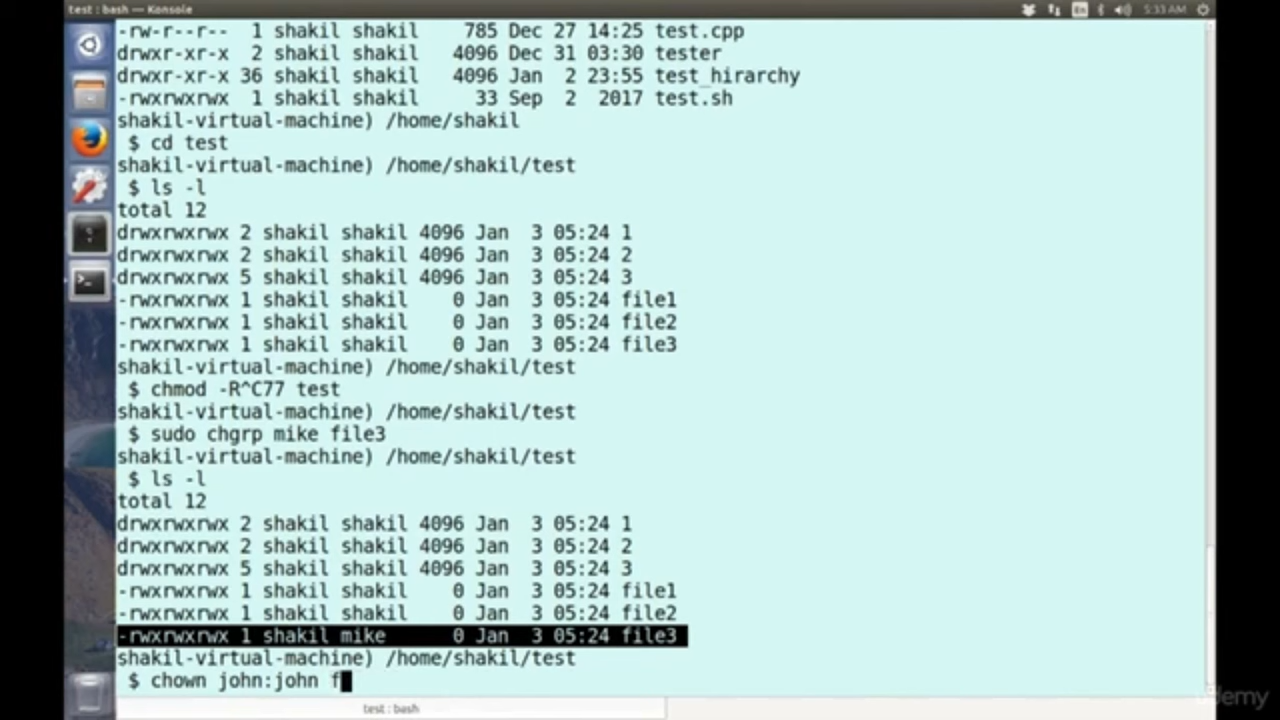 test : bash — Konsole
En
5:33 AM
-rw-r--r--  1 shakil shakil    785 Dec 27 14:25 test.cpp
drwxr-xr-x  2 shakil shakil   4096 Dec 31 03:30 tester
drwxr-xr-x 36 shakil shakil   4096 Jan  2 23:55 test_hirarchy
-rwxrwxrwx  1 shakil shakil     33 Sep  2  2017 test.sh
shakil-virtual-machine) /home/shakil
$ cd test
shakil-virtual-machine) /home/shakil/test
$ ls -l
total 12
drwxrwxrwx 2 shakil shakil 4096 Jan  3 05:24 1
drwxrwxrwx 2 shakil shakil 4096 Jan  3 05:24 2
drwxrwxrwx 5 shakil shakil 4096 Jan  3 05:24 3
-rwxrwxrwx 1 shakil shakil    0 Jan  3 05:24 file1
-rwxrwxrwx 1 shakil shakil    0 Jan  3 05:24 file2
-rwxrwxrwx 1 shakil shakil    0 Jan  3 05:24 file3
shakil-virtual-machine) /home/shakil/test
$ chmod -R^C77 test
shakil-virtual-machine) /home/shakil/test
$ sudo chgrp mike file3
shakil-virtual-machine) /home/shakil/test
$ ls -l
total 12
drwxrwxrwx 2 shakil shakil 4096 Jan  3 05:24 1
drwxrwxrwx 2 shakil shakil 4096 Jan  3 05:24 2
drwxrwxrwx 5 shakil shakil 4096 Jan  3 05:24 3
-rwxrwxrwx 1 shakil shakil    0 Jan  3 05:24 file1
-rwxrwxrwx 1 shakil shakil    0 Jan  3 05:24 file2
-rwxrwxrwx 1 shakil mike      0 Jan  3 05:24 file3
shakil-virtual-machine) /home/shakil/test
$ chown john:john f
test : bash
udemy